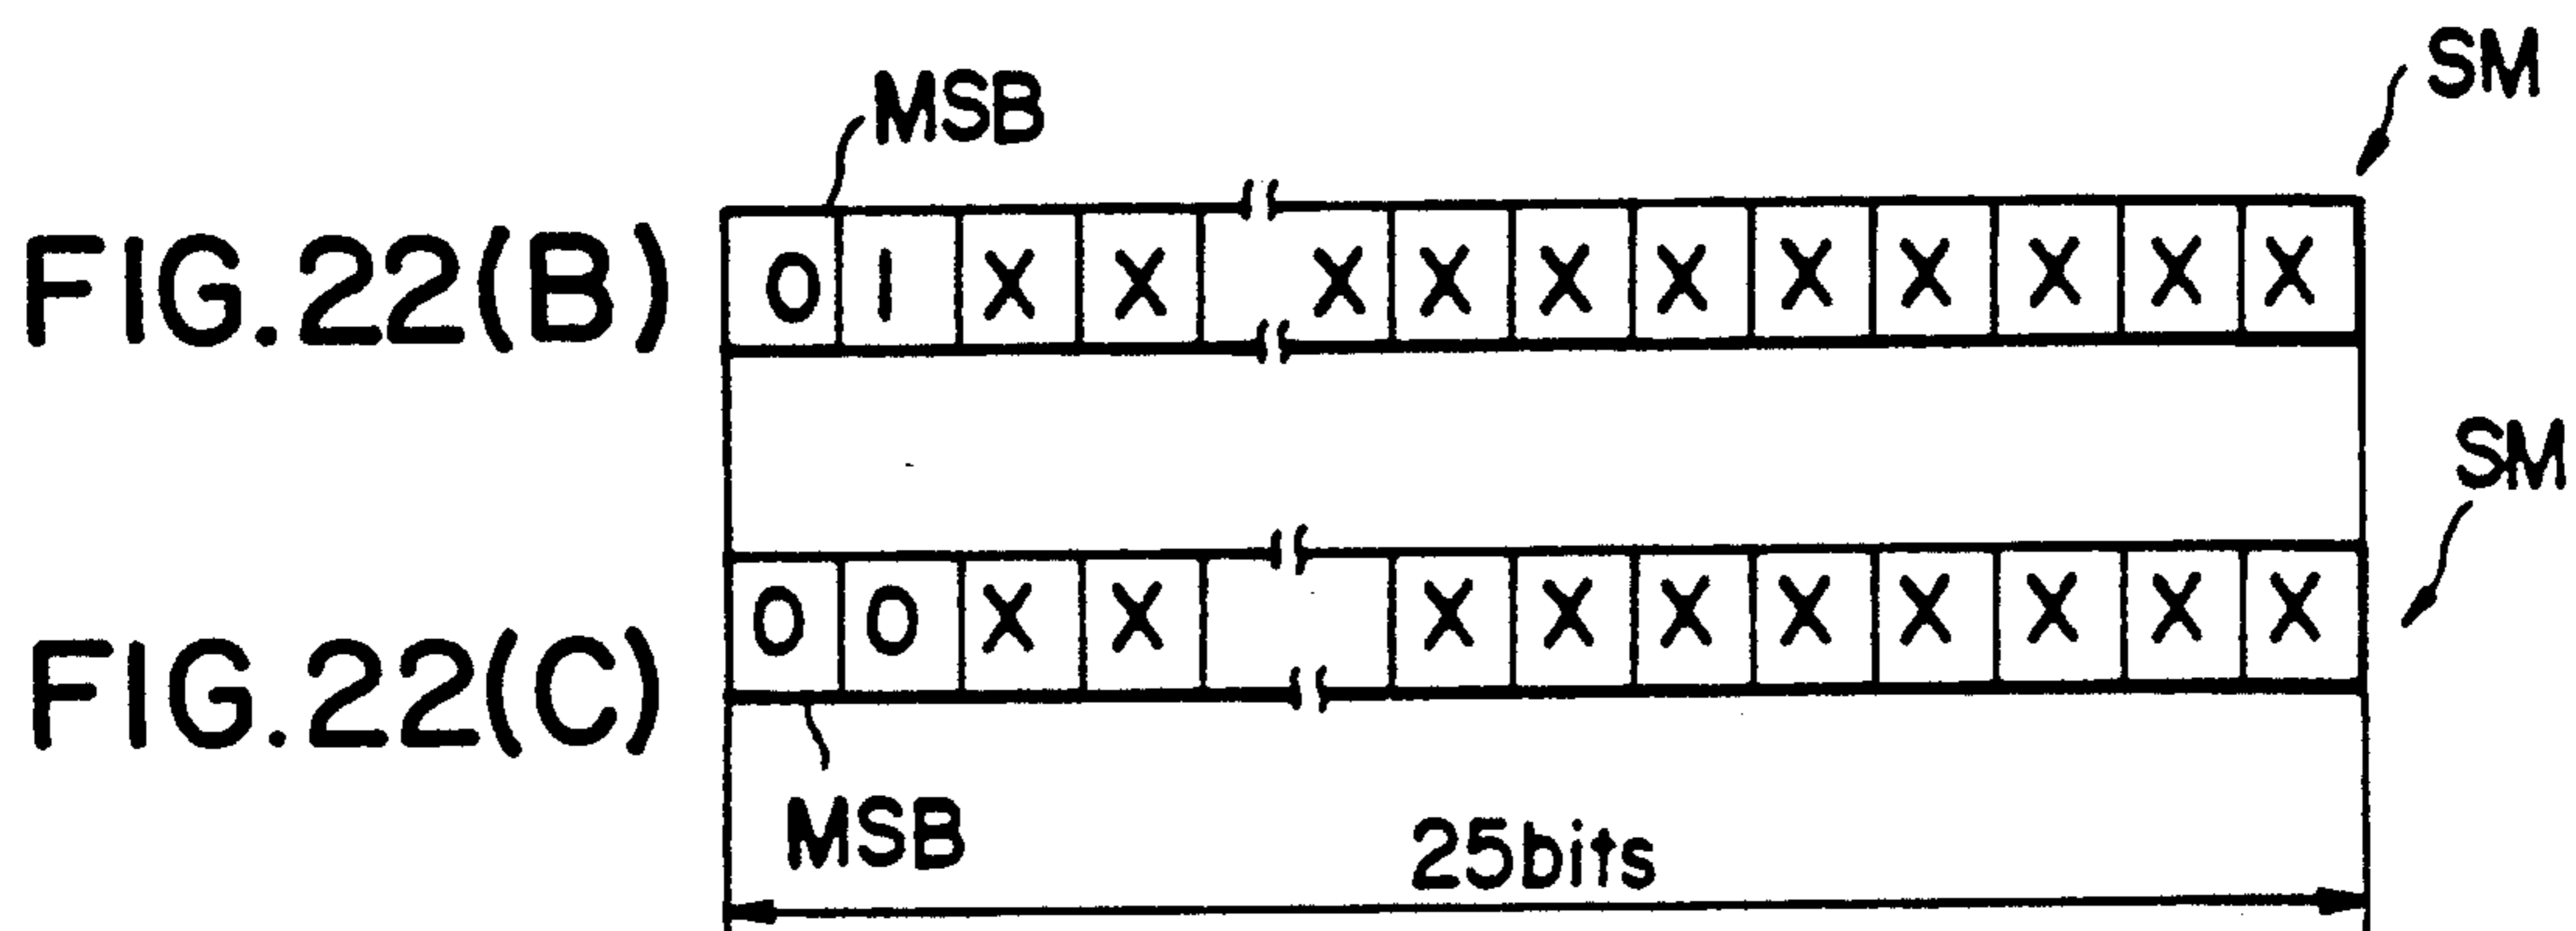 SM
MSB
FIG.22(B) 0 1 X X X X X X X X X X X
SM
FIG.22(C) 0 0 X X X X X X X X X X
MSB
25bits